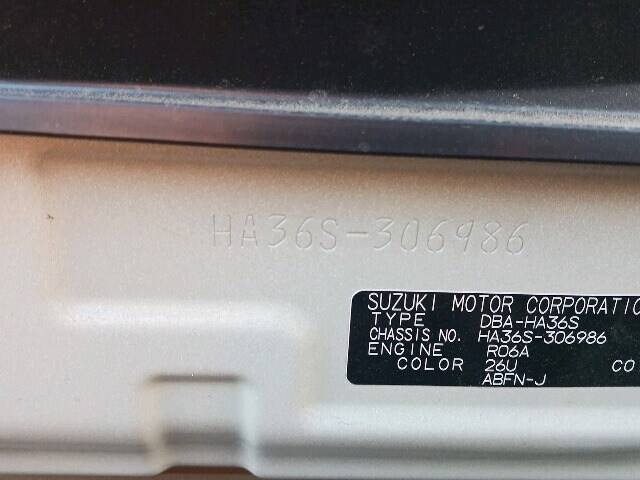 HA36S-306986
SUZUKI MOTOR CORPORATIO
TYPE DBA-HA36S
CHASSIS NO. HA36S-306986
ENGINE R06A
COLOR 26U CO
ABFN-J